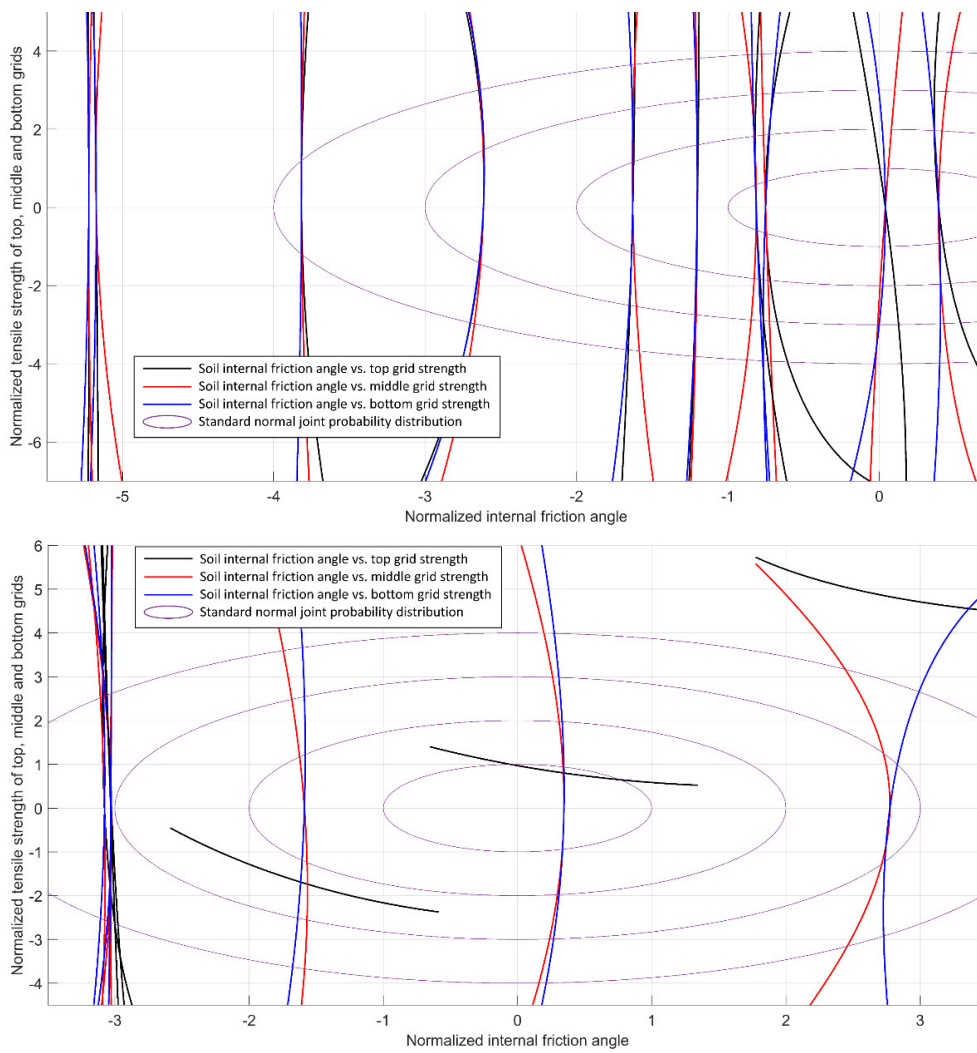 Normalized tensile strength of top, middle and bottom grids
4
2
0
-2
-4
-6
Soil internal friction angle vs. top grid strength
Soil internal friction angle vs. middle grid strength
Soil internal friction angle vs. bottom grid strength
Standard normal joint probability distribution
-5 -4 -3 -2 -1 0
Normalized internal friction angle
Normalized tensile strength of top, middle and bottom grids
6
5
4
3
2
1
0
-1
-2
-3
-4
Soil internal friction angle vs. top grid strength
Soil internal friction angle vs. middle grid strength
Soil internal friction angle vs. bottom grid strength
Standard normal joint probability distribution
-3 -2 -1 0 1 2 3
Normalized internal friction angle